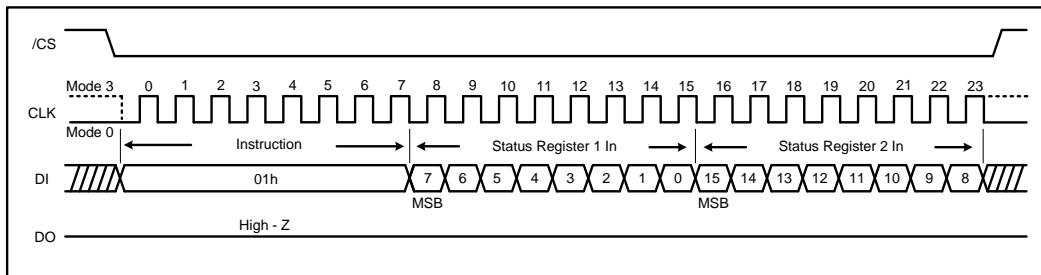 /CS
Mode 3 0 1 2 3 4 5 6 7 8 9 10 11 12 13 14 15 16 17 18 19 20 21 22 23
CLK
Mode 0
Instruction Status Register 1 In Status Register 2 In
DI 01h 7 6 5 4 3 2 1 0 15 14 13 12 11 10 9 8
MSB MSB
High - Z
DO